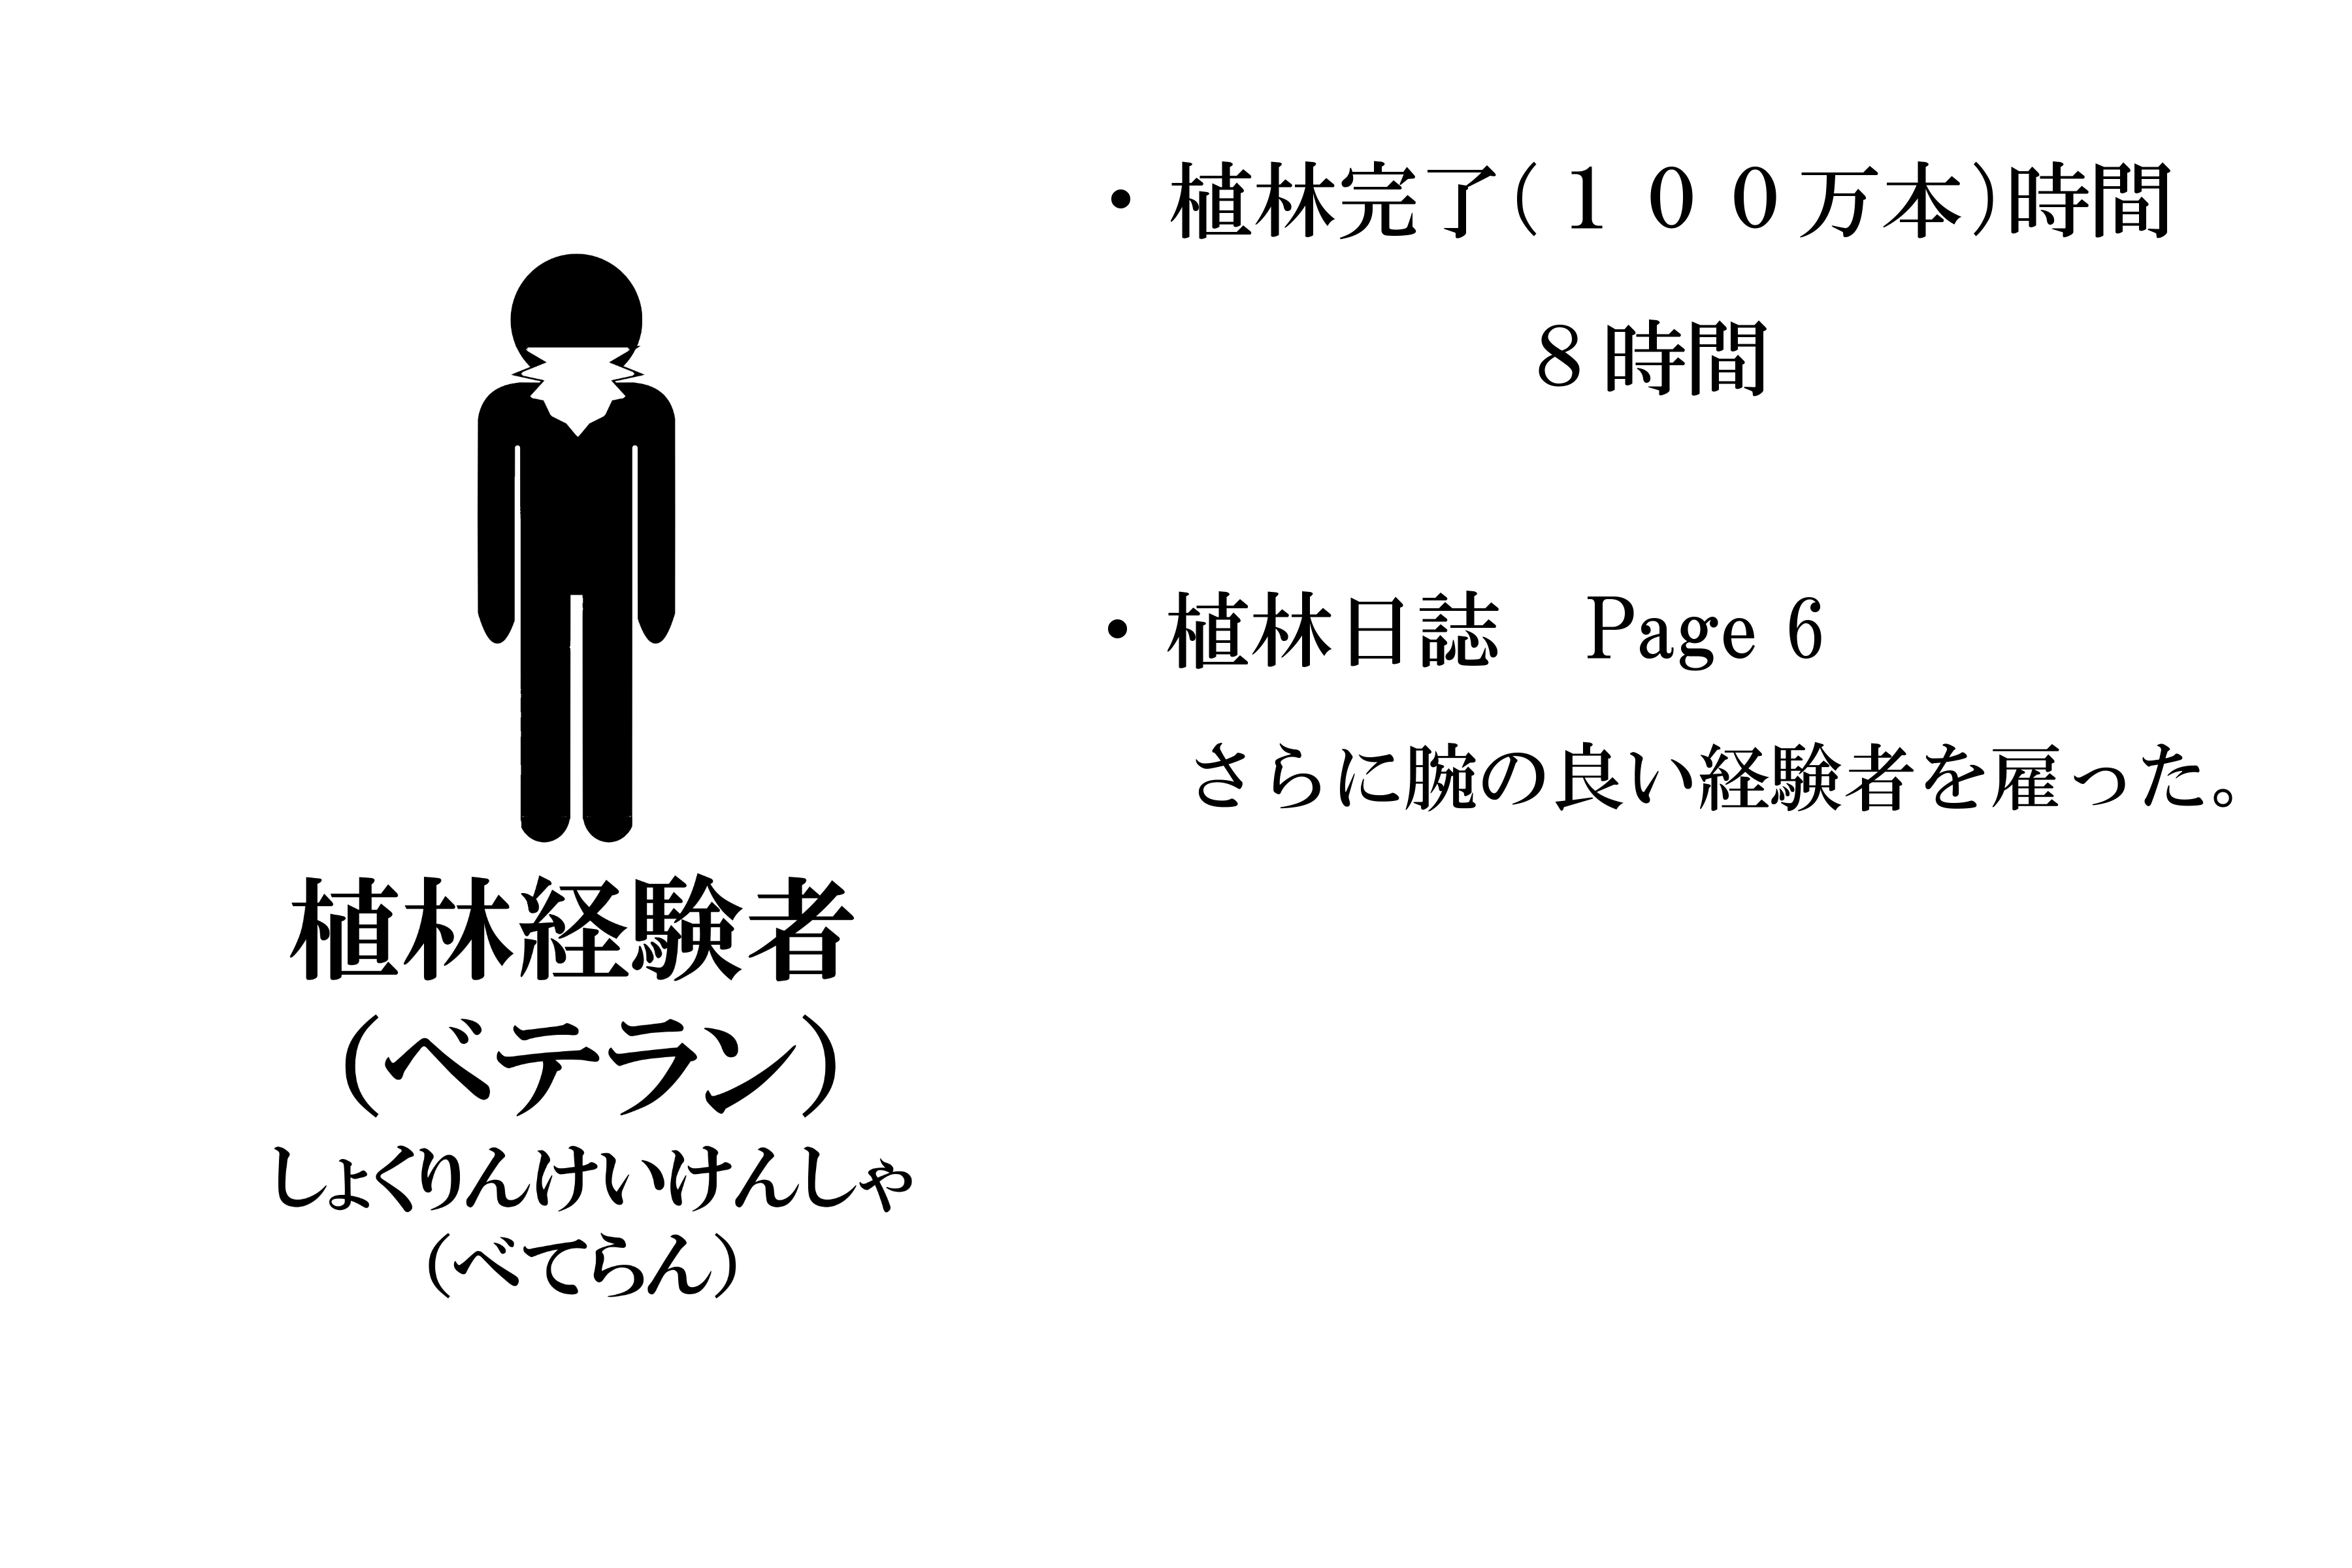 植林経験者
(ベテラン)
しょくりんけいけんしゃ
(べてらん)
• 植林完了(１００万本)時間
８時間
• 植林日誌　Page 6
さらに腕の良い経験者を雇った。